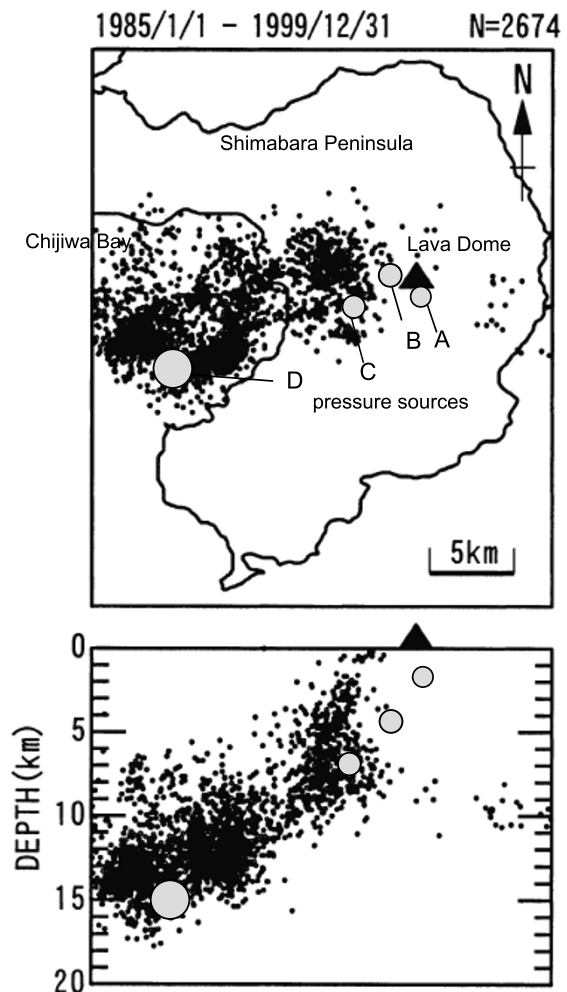 1985/1/1 - 1999/12/31 N=2674
N
Shimabara Peninsula
Chijiwa Bay
Lava Dome
B A
C
D
pressure sources
5km
0
5
10
15
20
DEPTH(km)